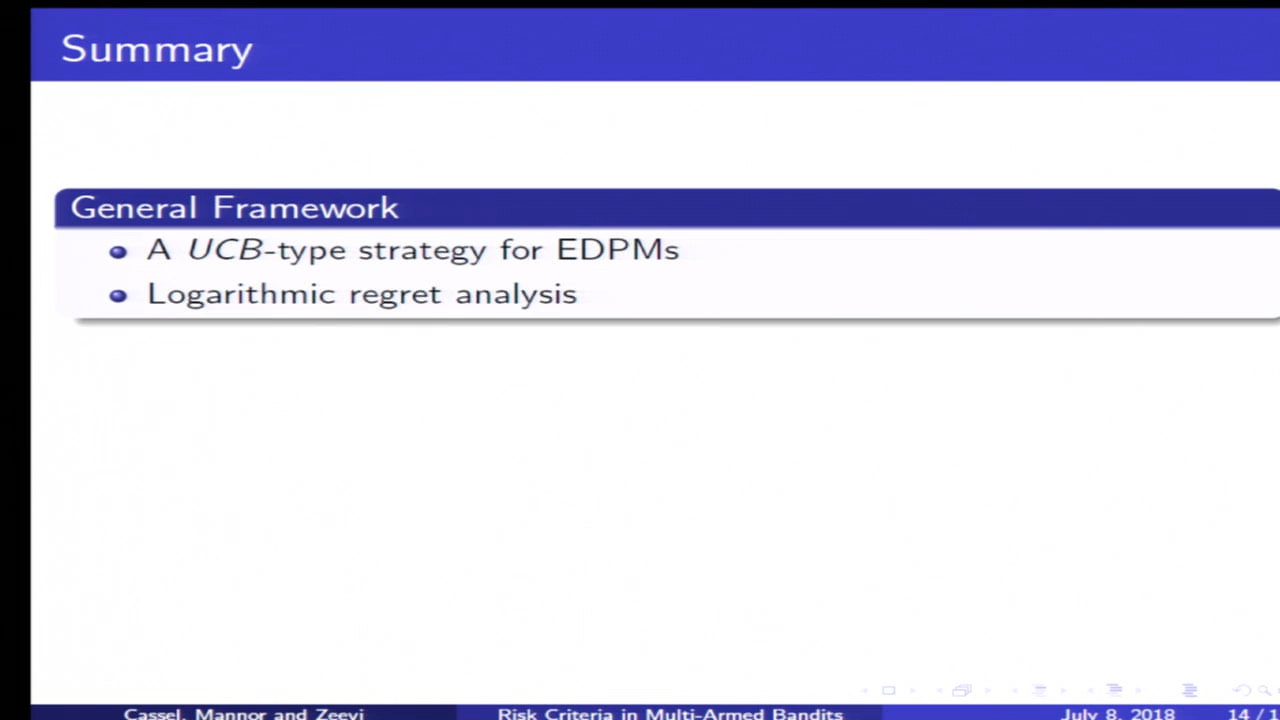 Summary
General Framework
A UCB-type strategy for EDPMs
Logarithmic regret analysis
Cassel, Mannor and Zeevi Risk Criteria in Multi-Armed Bandits July 8, 2018 14 / 1